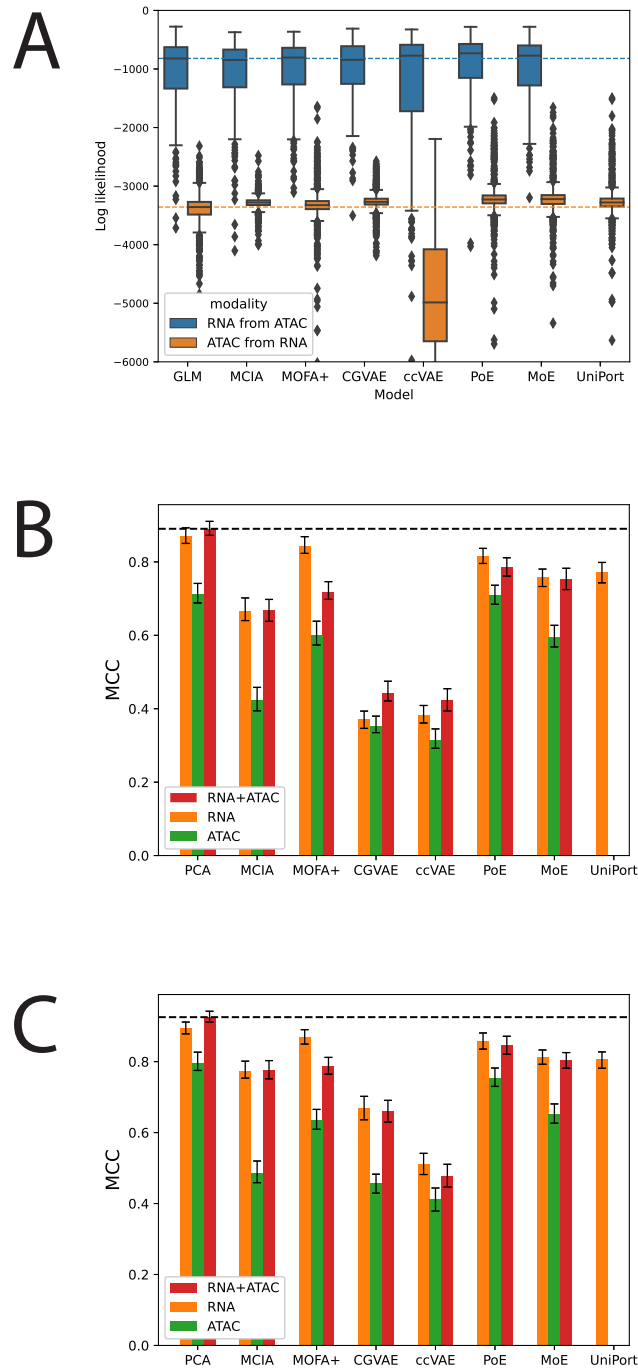 A
0
−1000
−2000
−3000
−4000
−5000
−6000
Log likelihood
modality
RNA from ATAC
ATAC from RNA
GLM MCIA MOFA+ CGVAE ccVAE PoE MoE UniPort
Model
B
0.8
0.6
0.4
0.2
0.0
MCC
RNA+ATAC
RNA
ATAC
PCA MCIA MOFA+ CGVAE ccVAE PoE MoE UniPort
C
0.8
0.6
0.4
0.2
0.0
MCC
RNA+ATAC
RNA
ATAC
PCA MCIA MOFA+ CGVAE ccVAE PoE MoE UniPort